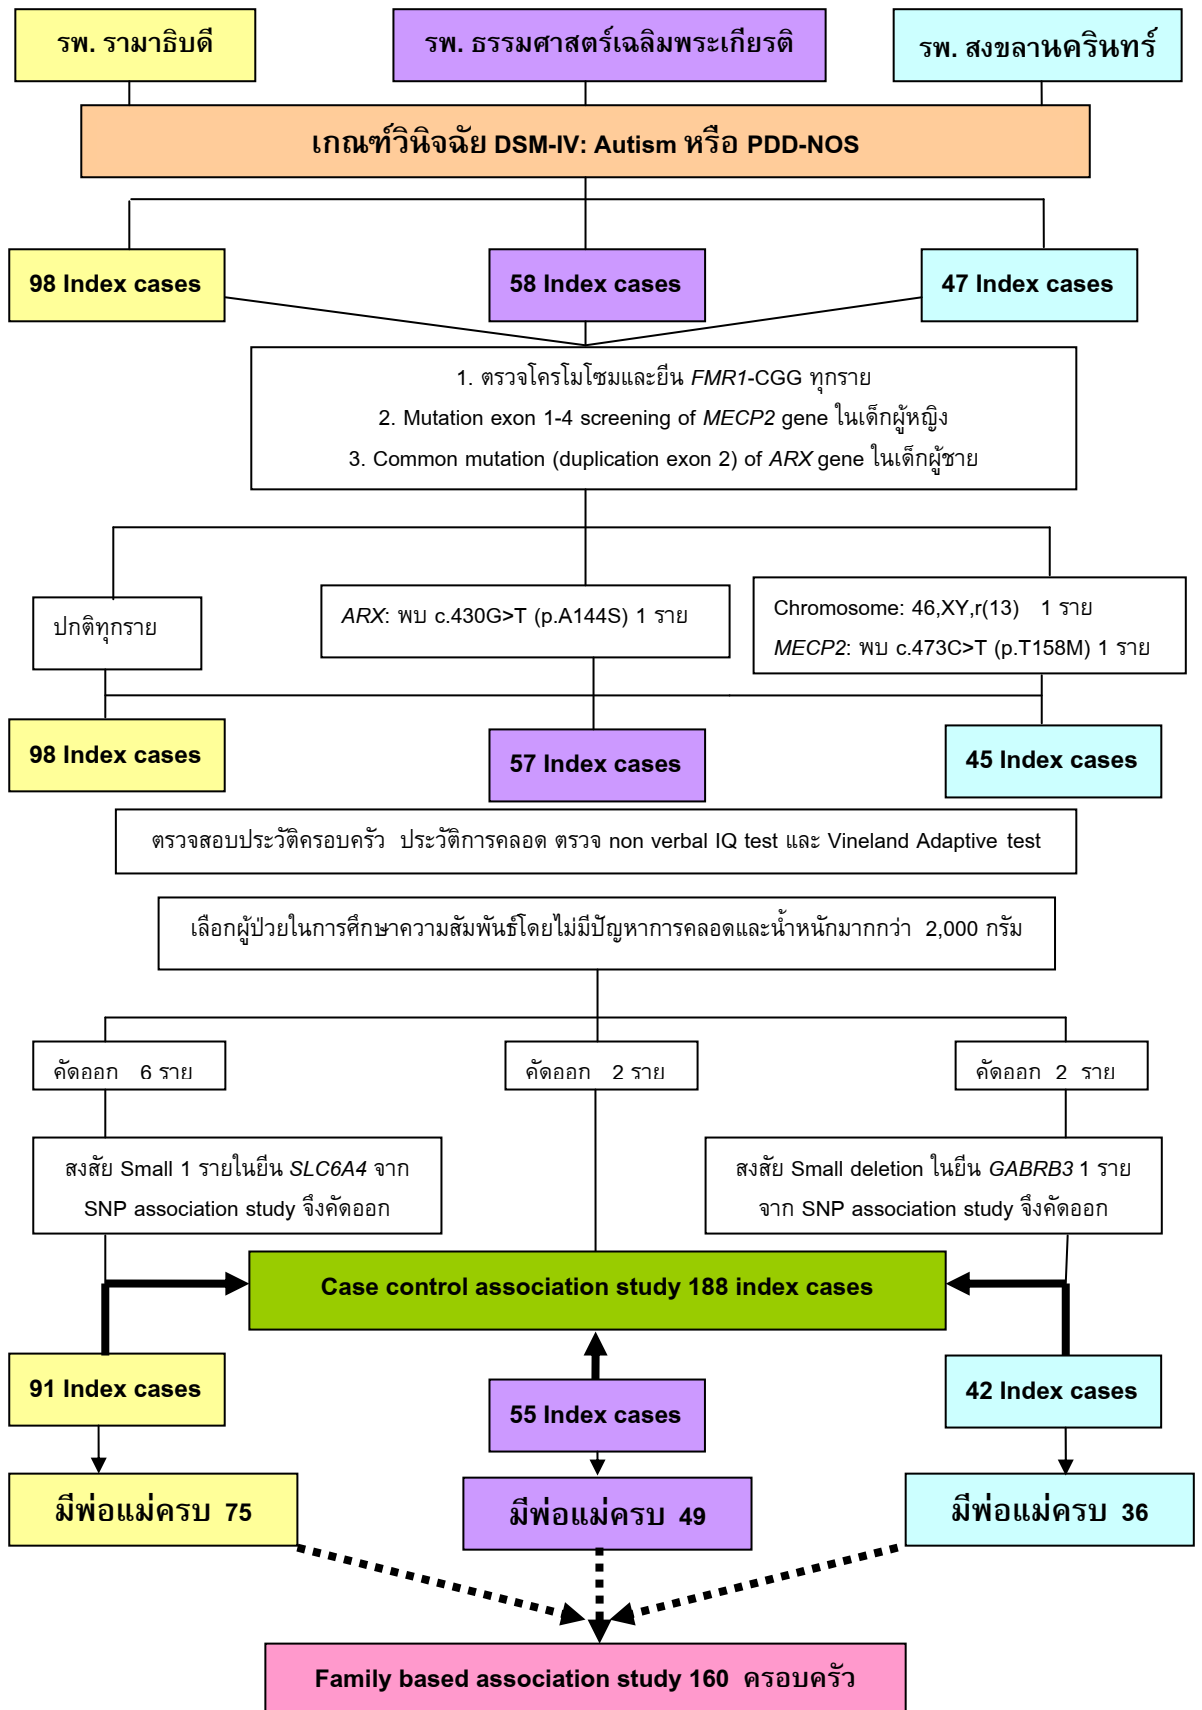 รพ. รามาธิบดี
รพ. ธรรมศาสตร์เฉลิมพระเกียรติ
รพ. สงขลานครินทร์
เกณฑ์วินิจฉัย DSM-IV: Autism หรือ PDD-NOS
98 Index cases
58 Index cases
47 Index cases
1. ตรวจโครโมโซมและยีน FMR1-CGG ทุกราย
2. Mutation exon 1-4 screening of MECP2 gene ในเด็กผู้หญิง
3. Common mutation (duplication exon 2) of ARX gene ในเด็กผู้ชาย
ปกติทุกราย
ARX: พบ c.430G>T (p.A144S) 1 ราย
Chromosome: 46,XY,r(13) 1 ราย
MECP2: พบ c.473C>T (p.T158M) 1 ราย
98 Index cases
57 Index cases
45 Index cases
ตรวจสอบประวัติครอบครัว ประวัติการคลอด ตรวจ non verbal IQ test และ Vineland Adaptive test
เลือกผู้ป่วยในการศึกษาความสัมพันธ์โดยไม่มีปัญหาการคลอดและน้ำหนักมากกว่า 2,000 กรัม
คัดออก 6 ราย
คัดออก 2 ราย
คัดออก 2 ราย
สงสัย Small 1 รายในยีน SLC6A4 จาก
SNP association study จึงคัดออก
สงสัย Small deletion ในยีน GABRB3 1 ราย
จาก SNP association study จึงคัดออก
Case control association study 188 index cases
91 Index cases
55 Index cases
42 Index cases
มีพ่อแม่ครบ 75
มีพ่อแม่ครบ 49
มีพ่อแม่ครบ 36
Family based association study 160 ครอบครัว